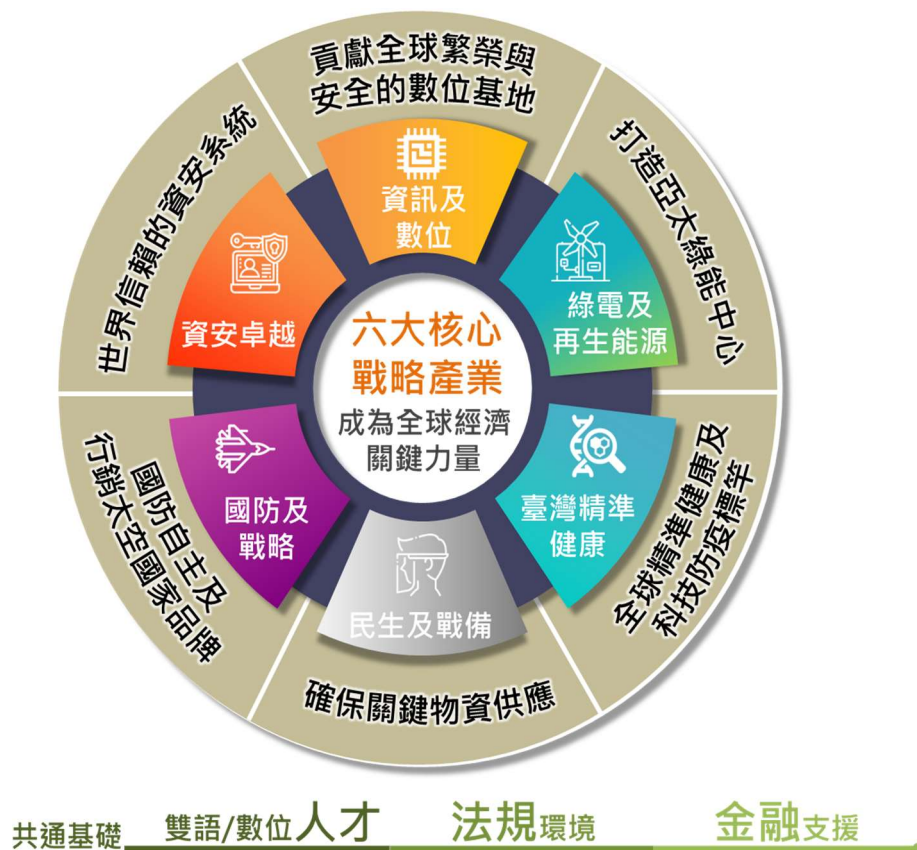 貢獻全球繁榮與
安全的數位基地
資訊及
數位
打造亞太綠能中心
綠電及
再生能源
全球精準健康及
科技防疫標竿
臺灣精準
健康
確保關鍵物資供應
民生及戰備
國防自主及
行銷太空國家品牌
國防及
戰略
世界信賴的資安系統
資安卓越
六大核心
戰略產業
成為全球經濟
關鍵力量
共通基礎 雙語/數位人才 法規環境 金融支援